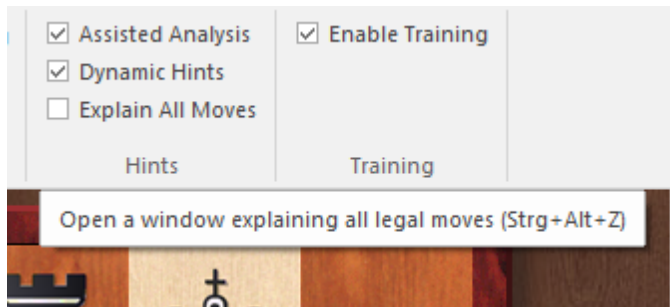 Assisted Analysis
Dynamic Hints
Explain All Moves
Hints
Enable Training
Training
Open a window explaining all legal moves (Strg+Alt+Z)